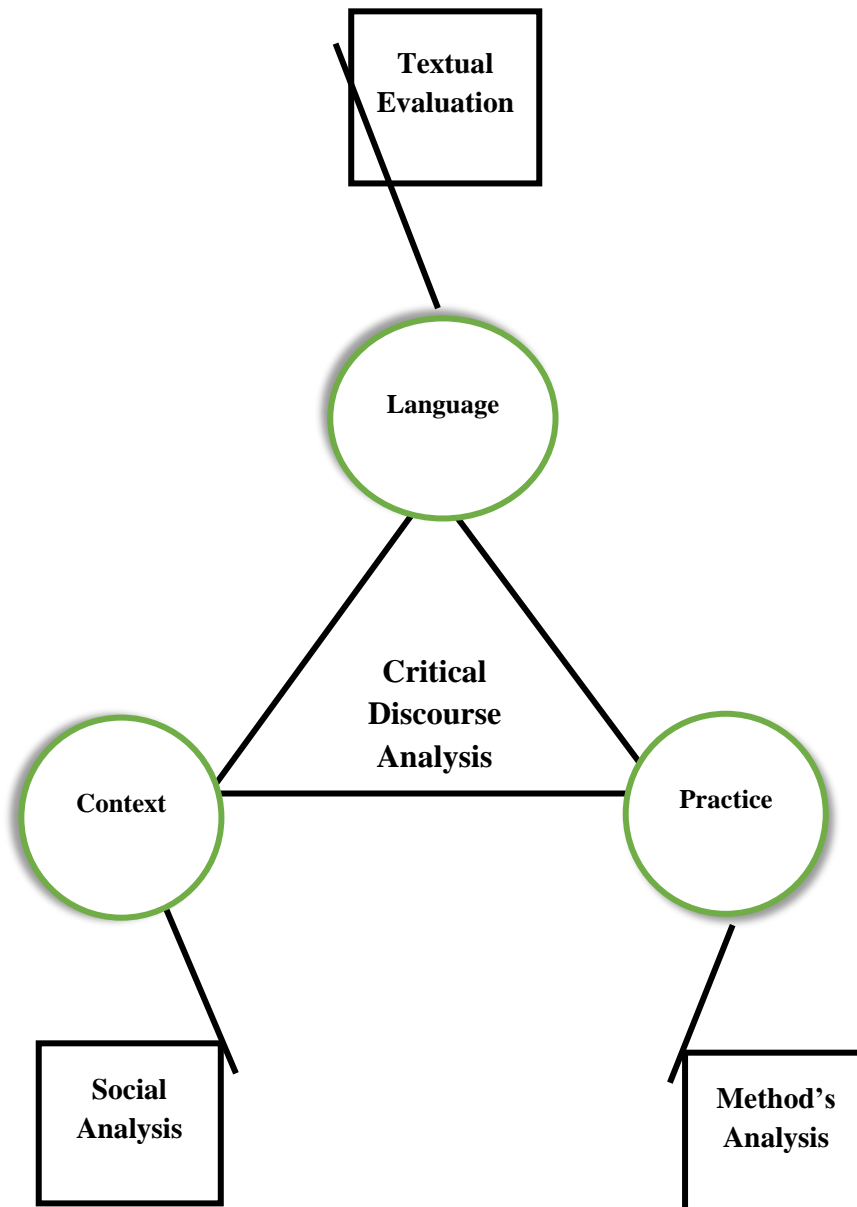 Textual
Evaluation
Language
Critical
Discourse
Analysis
Context
Practice
Social
Analysis
Method’s
Analysis